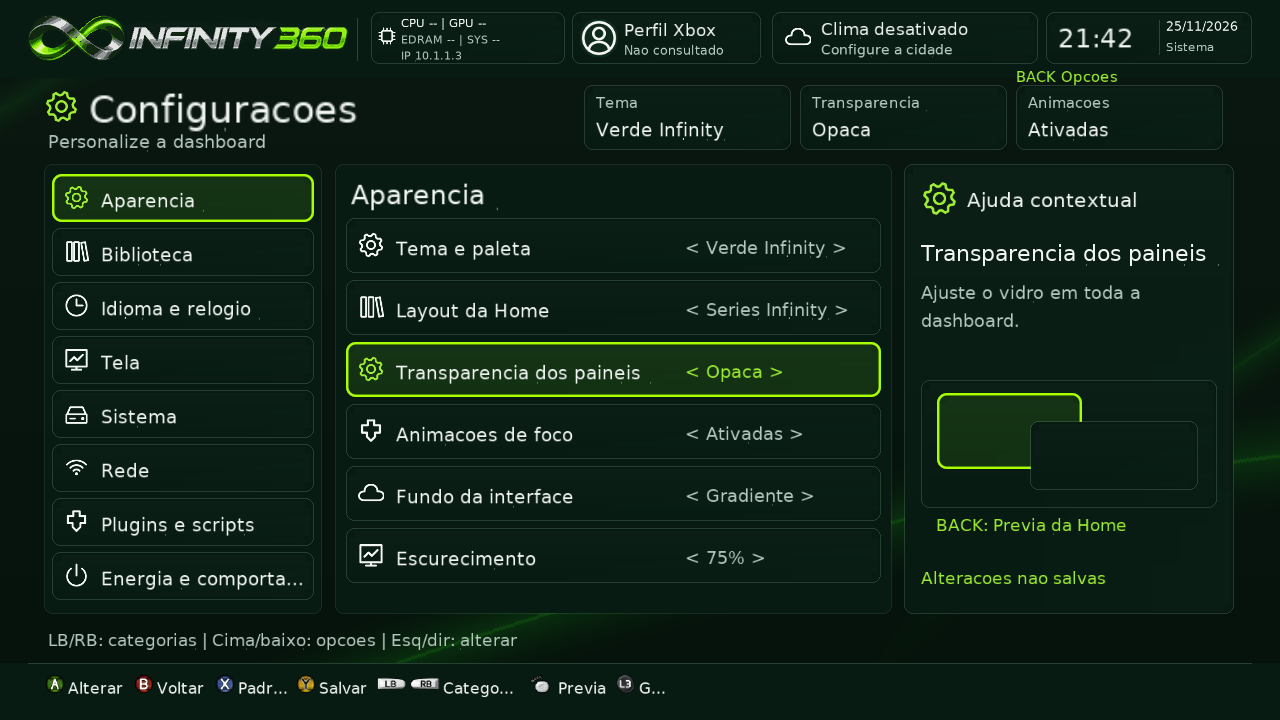 INFINITY 360
CPU -- | GPU --
EDRAM -- | SYS --
IP 10.1.1.3
Perfil Xbox
Nao consultado
Clima desativado
Configure a cidade
21:42
25/11/2026
Sistema
BACK Opcoes
Configuracoes
Personalize a dashboard
Tema
Verde Infinity
Transparencia
Opaca
Animacoes
Ativadas
Aparencia
Biblioteca
Idioma e relogio
Tela
Sistema
Rede
Plugins e scripts
Energia e comporta...
Aparencia
Tema e paleta < Verde Infinity >
Layout da Home < Series Infinity >
Transparencia dos paineis < Opaca >
Animacoes de foco < Ativadas >
Fundo da interface < Gradiente >
Escurecimento < 75% >
Ajuda contextual
Transparencia dos paineis
Ajuste o vidro em toda a
dashboard.
BACK: Previa da Home
Alteracoes nao salvas
LB/RB: categorias | Cima/baixo: opcoes | Esq/dir: alterar
A Alterar B Voltar X Padr... Y Salvar LB RB Catego... Previa L3 G...